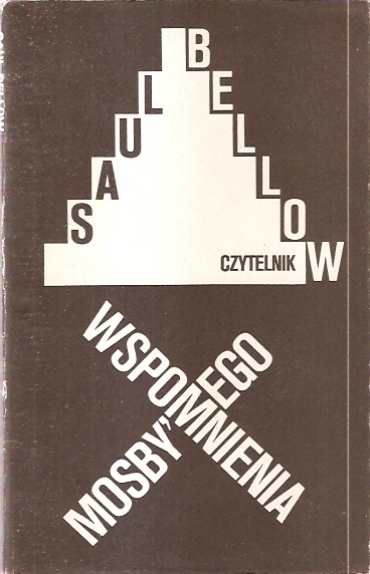 SAUL
BELLOW
CZYTELNIK
WSPOMNIENIA
MOSBY'EGO